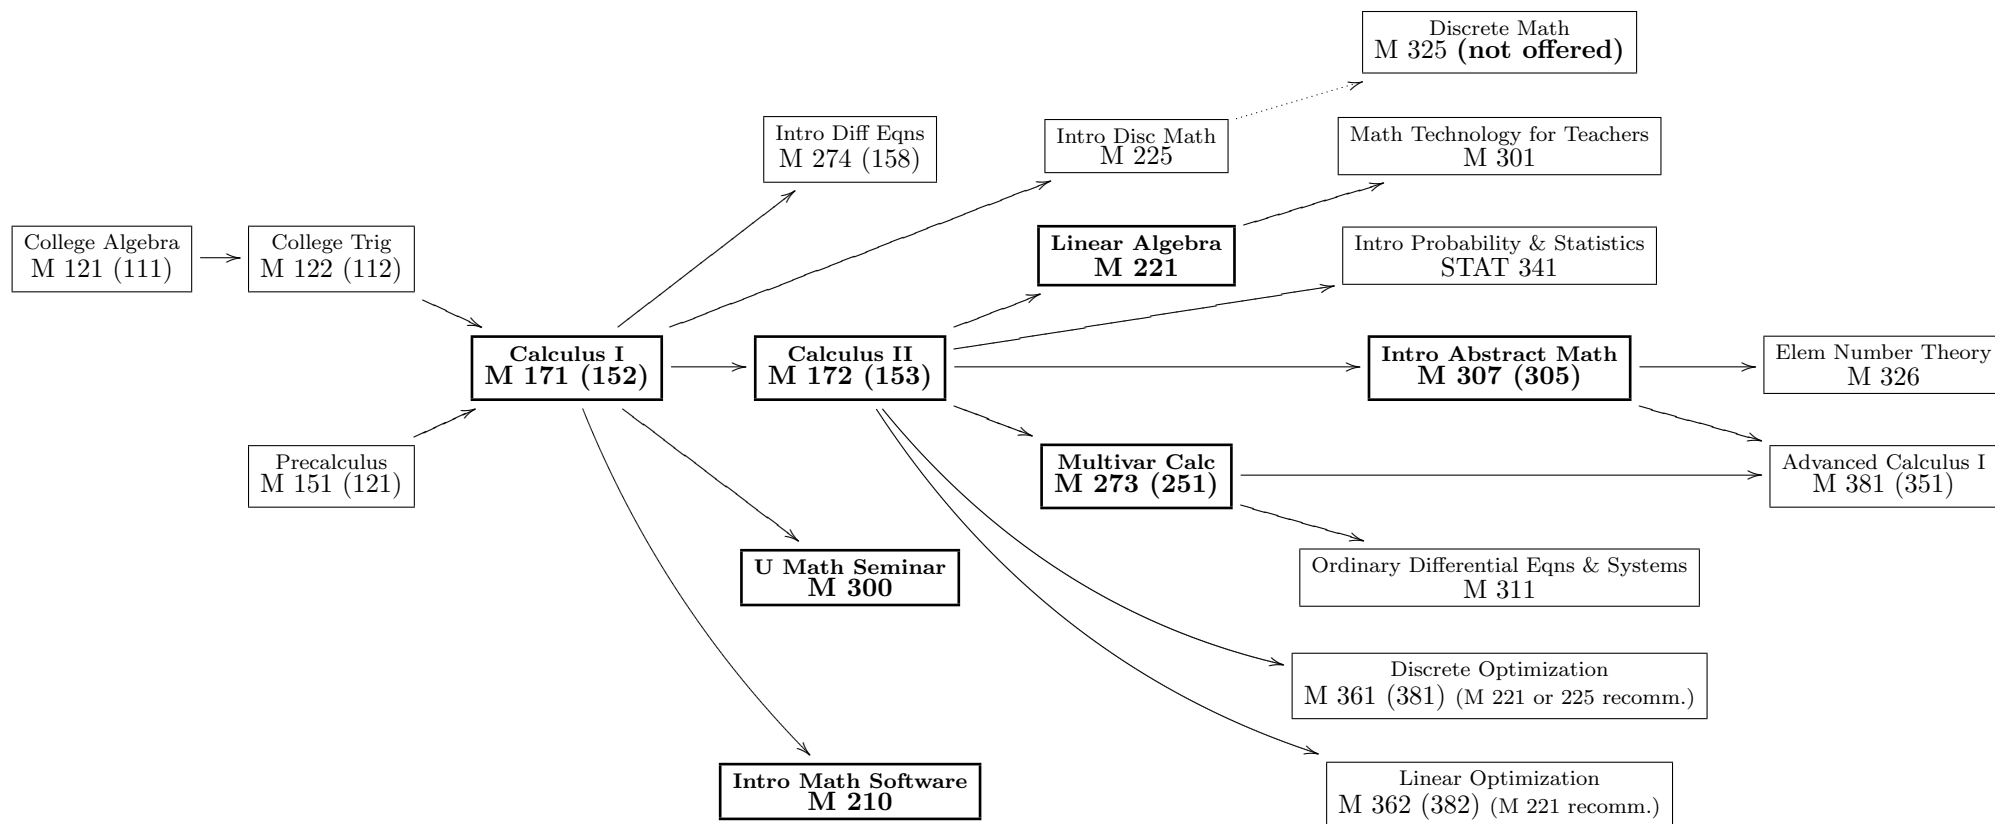 Discrete Math
M 325 (not offered)
Intro Diff Eqns
M 274 (158)
Intro Disc Math
M 225
Math Technology for Teachers
M 301
College Algebra
M 121 (111)
College Trig
M 122 (112)
Linear Algebra
M 221
Intro Probability & Statistics
STAT 341
Calculus I
M 171 (152)
Calculus II
M 172 (153)
Intro Abstract Math
M 307 (305)
Elem Number Theory
M 326
Precalculus
M 151 (121)
Multivar Calc
M 273 (251)
Advanced Calculus I
M 381 (351)
U Math Seminar
M 300
Ordinary Differential Eqns & Systems
M 311
Discrete Optimization
M 361 (381) (M 221 or 225 recomm.)
Intro Math Software
M 210
Linear Optimization
M 362 (382) (M 221 recomm.)